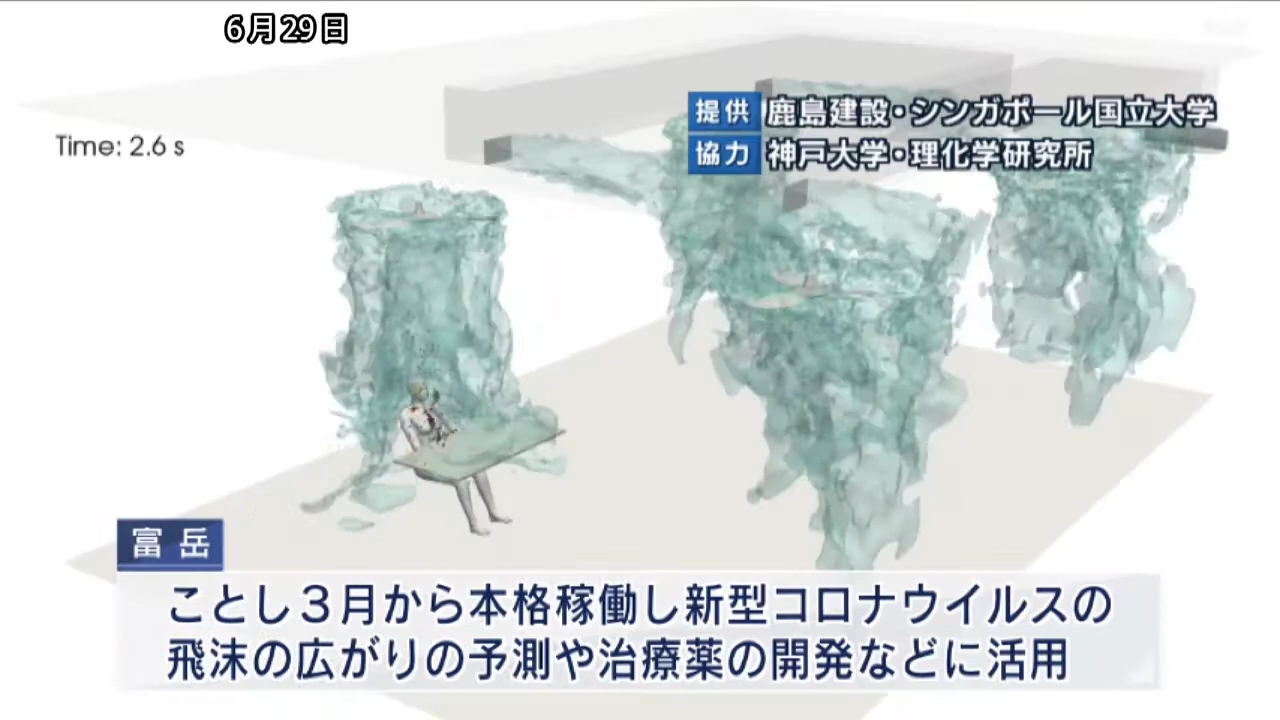 6月29日
提供 鹿島建設・シンガポール国立大学
協力 神戸大学・理化学研究所
Time: 2.6 s
富岳
ことし３月から本格稼働し新型コロナウイルスの
飛沫の広がりの予測や治療薬の開発などに活用